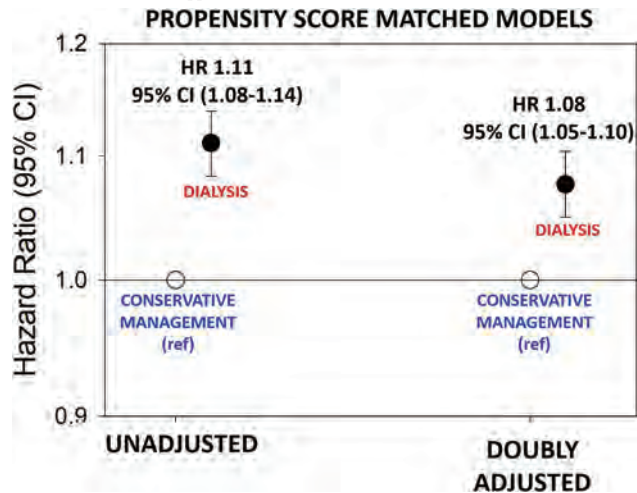 PROPENSITY SCORE MATCHED MODELS
1.2
HR 1.11
95% CI (1.08-1.14)
HR 1.08
95% CI (1.05-1.10)
1.1
DIALYSIS
DIALYSIS
Hazard Ratio (95% CI)
1.0
CONSERVATIVE
MANAGEMENT
(ref)
CONSERVATIVE
MANAGEMENT
(ref)
0.9
UNADJUSTED
DOUBLY
ADJUSTED